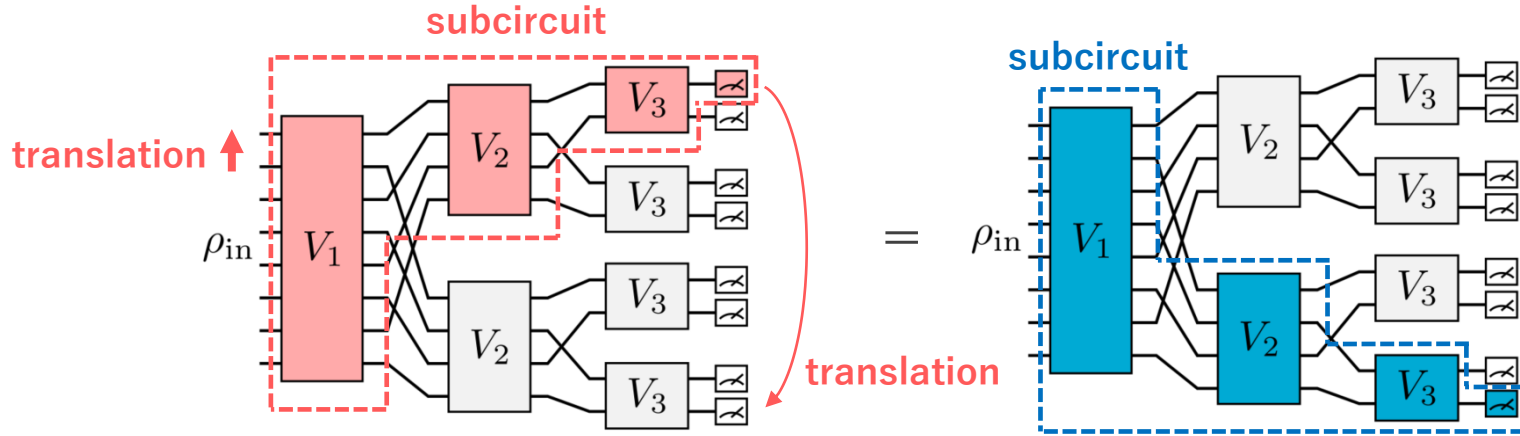 subcircuit
translation
ρin
V1
V2
V2
V3
V3
V3
V3
translation
=
subcircuit
ρin
V1
V2
V2
V3
V3
V3
V3